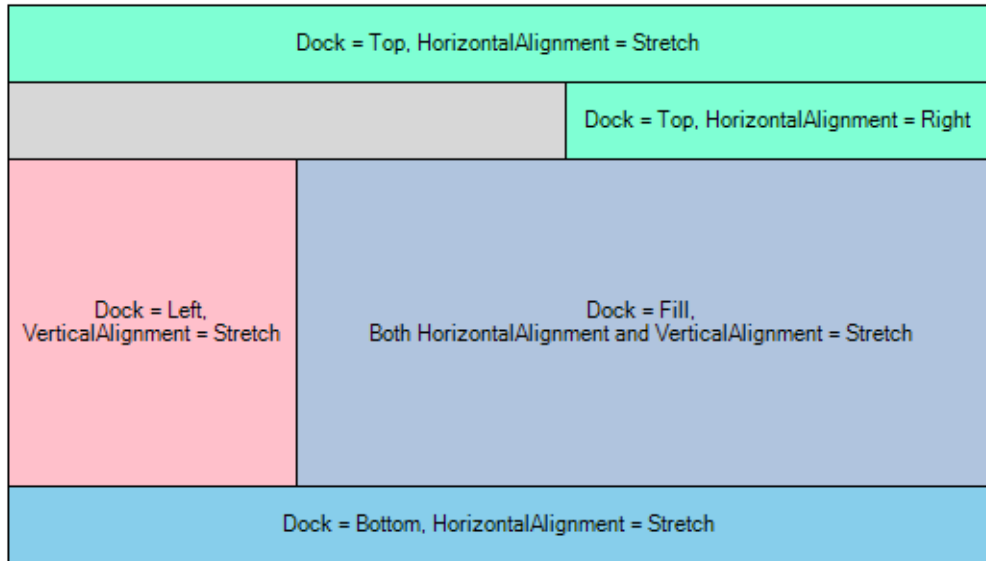 Dock = Top, HorizontalAlignment = Stretch
Dock = Top, HorizontalAlignment = Right
Dock = Left,
VerticalAlignment = Stretch
Dock = Fill,
Both HorizontalAlignment and VerticalAlignment = Stretch
Dock = Bottom, HorizontalAlignment = Stretch